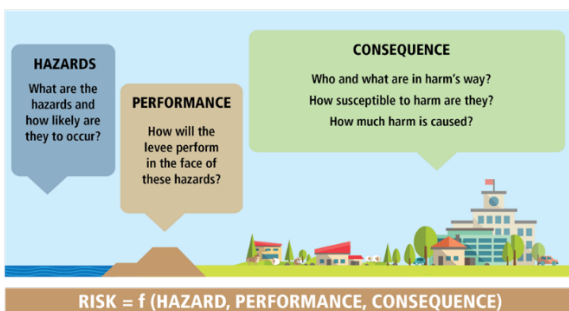 HAZARDS
What are the
hazards and
how likely are
they to occur?
PERFORMANCE
How will the
levee perform
in the face of
these hazards?
CONSEQUENCE
Who and what are in harm's way?
How susceptible to harm are they?
How much harm is caused?
RISK = f (HAZARD, PERFORMANCE, CONSEQUENCE)